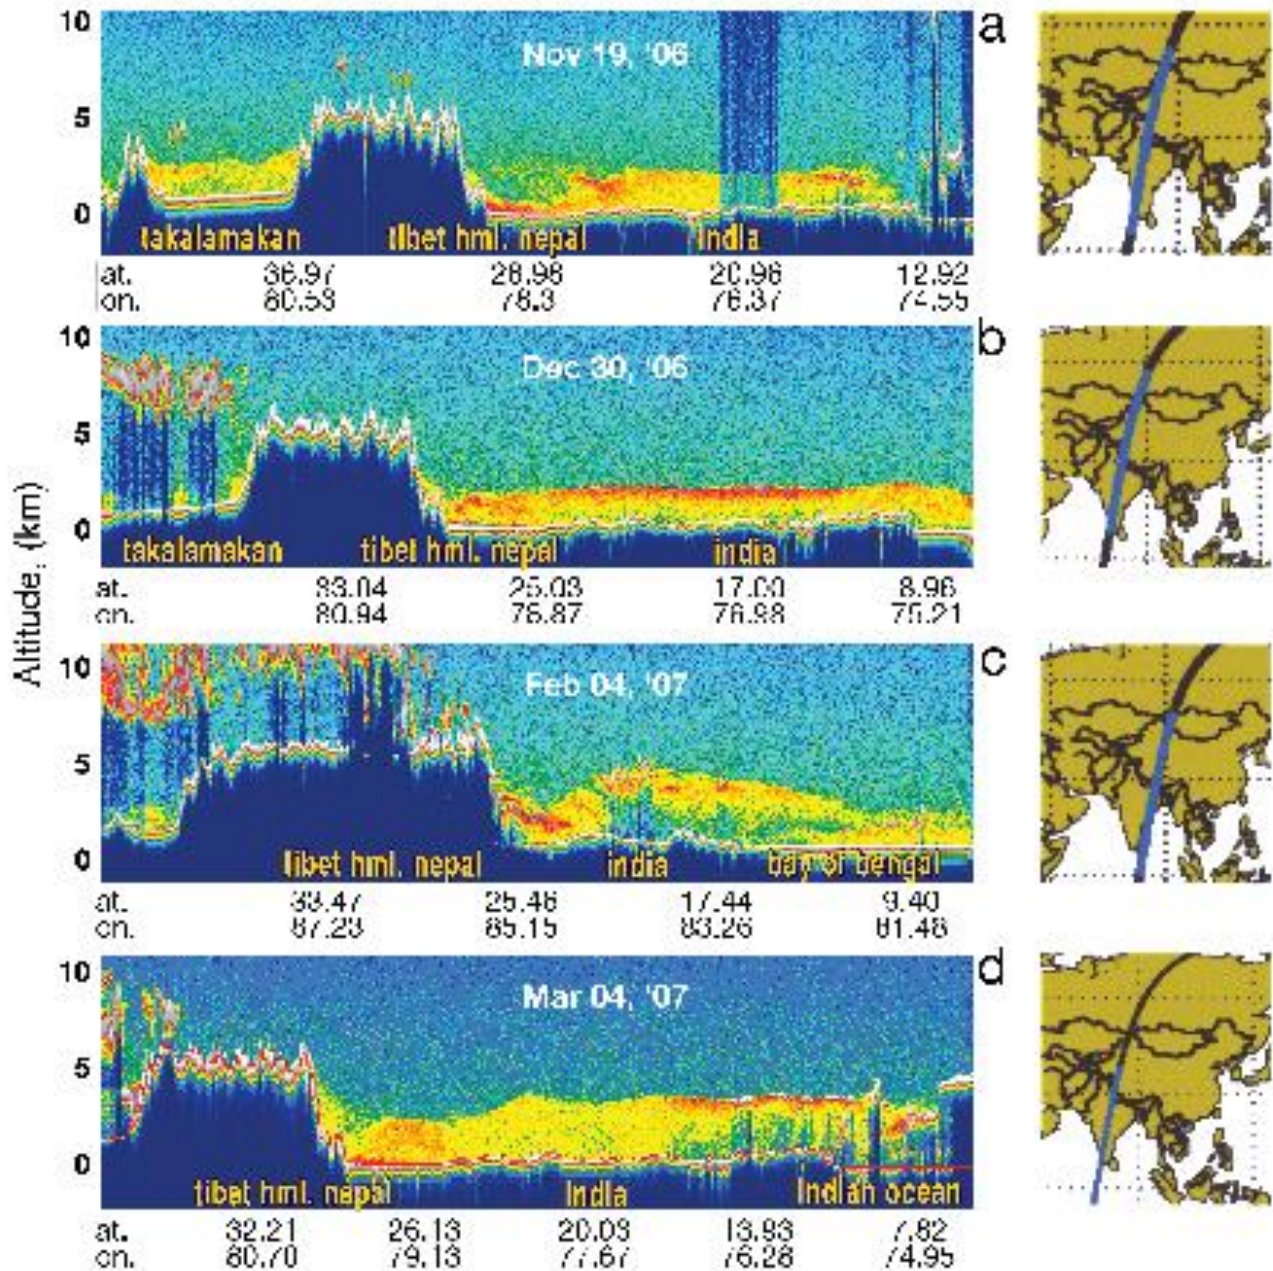 Altitude, (km)
10
5
0
Nov 19, '06
a
takalamakan tibet hml. nepal india
at. 36.97 28.98 20.96 12.92
on. 80.53 78.3 76.37 74.55
10
5
0
Dec 30, '06
b
takalamakan tibet hml. nepal india
at. 33.04 25.03 17.00 8.96
on. 80.94 76.98 75.21
10
5
0
Feb 04, '07
c
tibet hml. nepal india bay of bengal
at. 33.47 25.46 17.44 9.40
on. 87.23 85.15 83.26 81.48
10
5
0
Mar 04, '07
d
tibet hml. nepal India Indian ocean
at. 32.21 26.13 20.03 13.93 7.82
on. 80.70 79.13 77.67 76.28 74.95